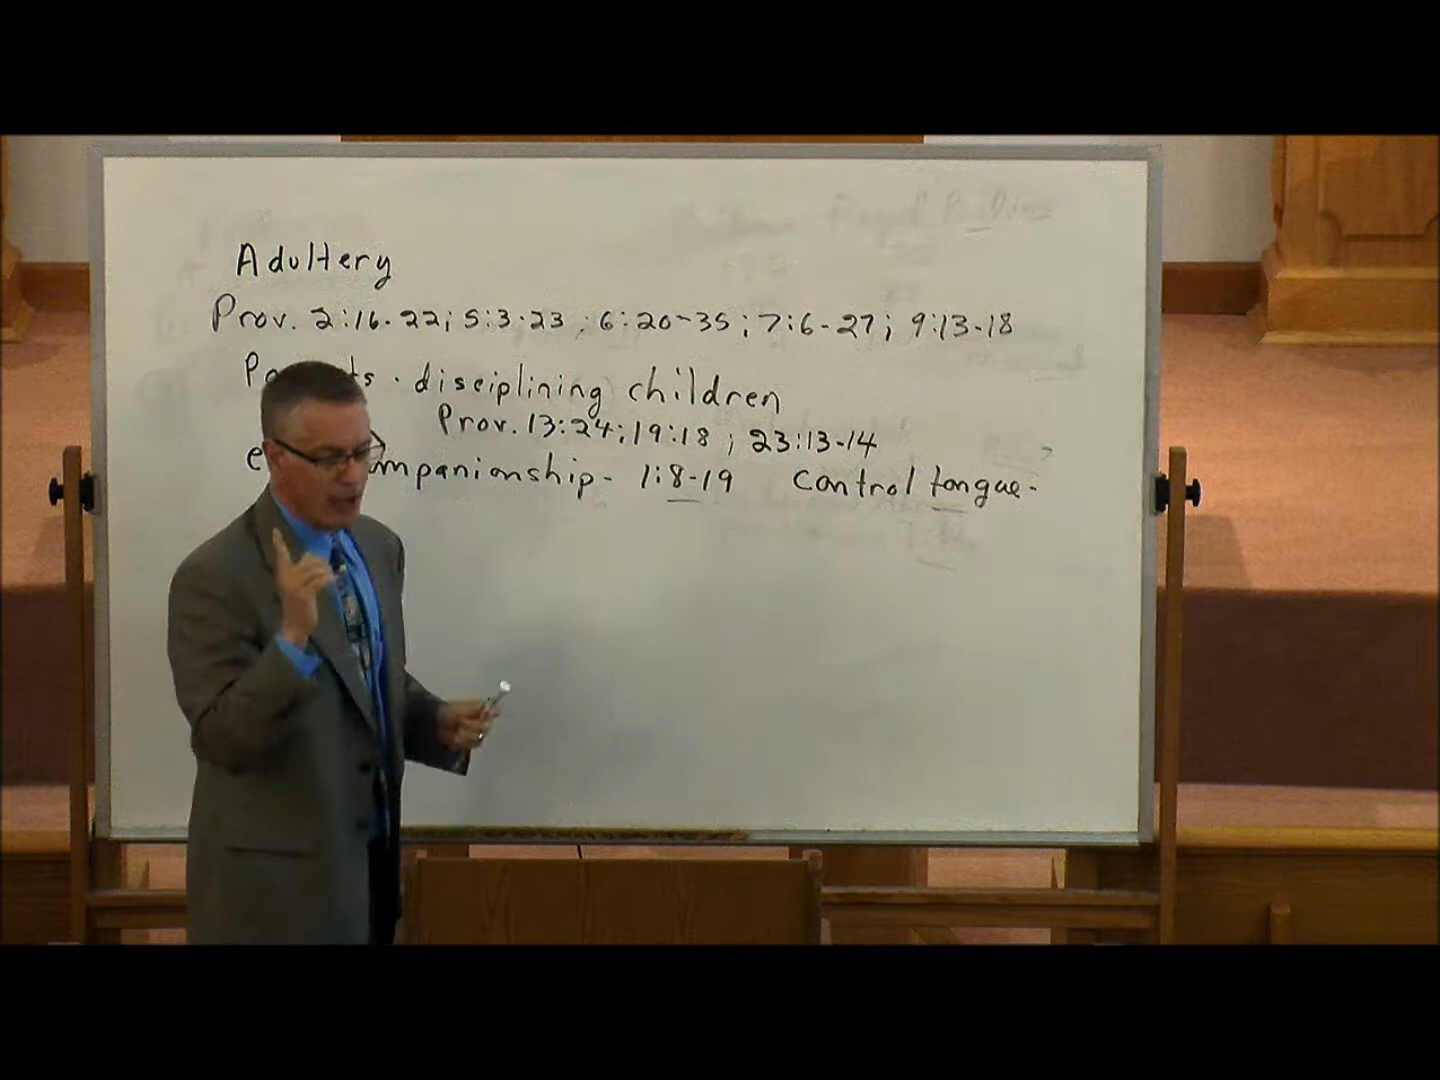 Adultery
Prov. 2:16-22; 5:3-23; 6:20-35; 7:6-27; 9:13-18
disciplining children
Prov. 13:24; 19:18; 23:13-14
1:8-19 Control tongue-